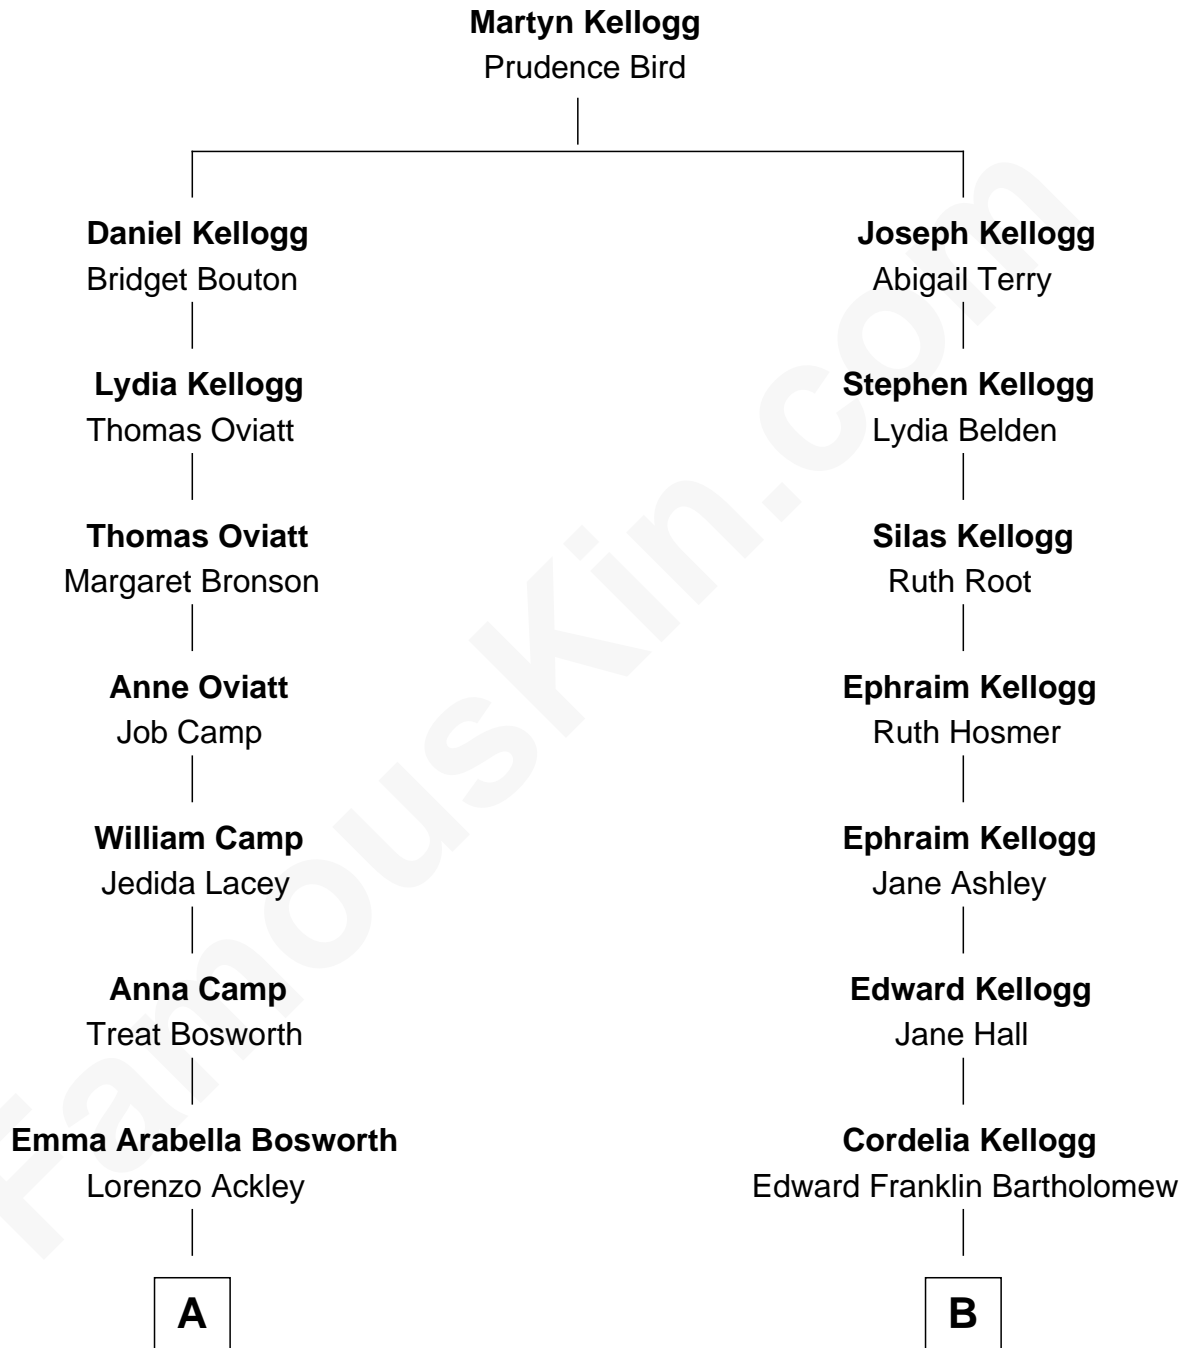 Martyn Kellogg
Prudence Bird
Daniel Kellogg
Bridget Bouton
Joseph Kellogg
Abigail Terry
Lydia Kellogg
Thomas Oviatt
Stephen Kellogg
Lydia Belden
Thomas Oviatt
Margaret Bronson
Silas Kellogg
Ruth Root
Anne Oviatt
Job Camp
Ephraim Kellogg
Ruth Hosmer
William Camp
Jedida Lacey
Ephraim Kellogg
Jane Ashley
Anna Camp
Treat Bosworth
Edward Kellogg
Jane Hall
Emma Arabella Bosworth
Lorenzo Ackley
Cordelia Kellogg
Edward Franklin Bartholomew
A
B
FamousKin.com